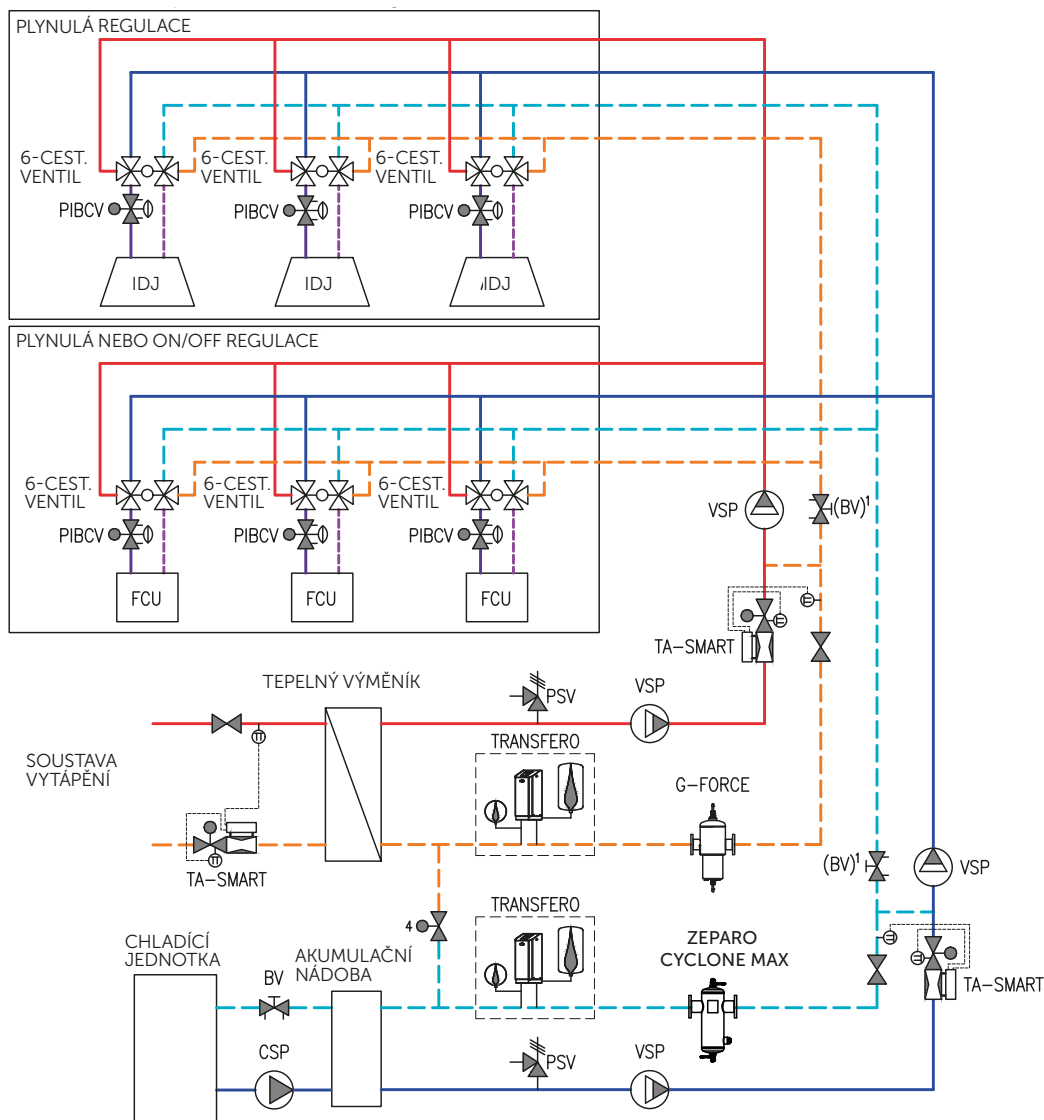 PLYNULÁ REGULACE
6-CEST.
VENTIL
6-CEST.
VENTIL
6-CEST.
VENTIL
PIBCV
PIBCV
PIBCV
IDJ
IDJ
IDJ
PLYNULÁ NEBO ON/OFF REGULACE
6-CEST.
VENTIL
6-CEST.
VENTIL
6-CEST.
VENTIL
PIBCV
PIBCV
PIBCV
FCU
FCU
FCU
VSP
(BV)¹
TA-SMART
TEPELNÝ VÝMĚNÍK
PSV
VSP
SOUSTAVA
VYTÁPĚNÍ
TRANSFERO
G-FORCE
TA-SMART
(BV)¹
VSP
4
TRANSFERO
ZEPARO
CYCLONE MAX
CHLADÍCÍ
JEDNOTKA
AKUMULAČNÍ
NÁDOBA
BV
TA-SMART
CSP
PSV
VSP